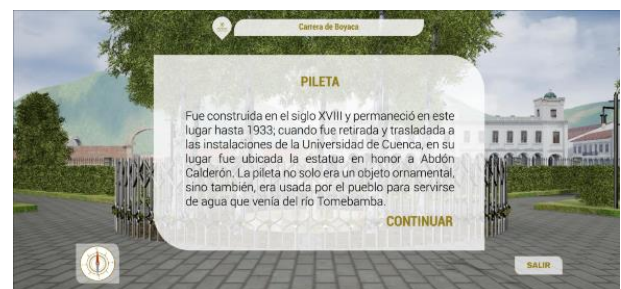 Carrera de Boyaca
PILETA
Fue construida en el siglo XVIII y permaneció en este
lugar hasta 1933; cuando fue retirada y trasladada a
las instalaciones de la Universidad de Cuenca, en su
lugar fue ubicada la estatua en honor a Abdón
Calderón. La pileta no solo era un objeto ornamental,
sino también, era usada por el pueblo para servirse
de agua que venía del río Tomebamba.
CONTINUAR
SALIR